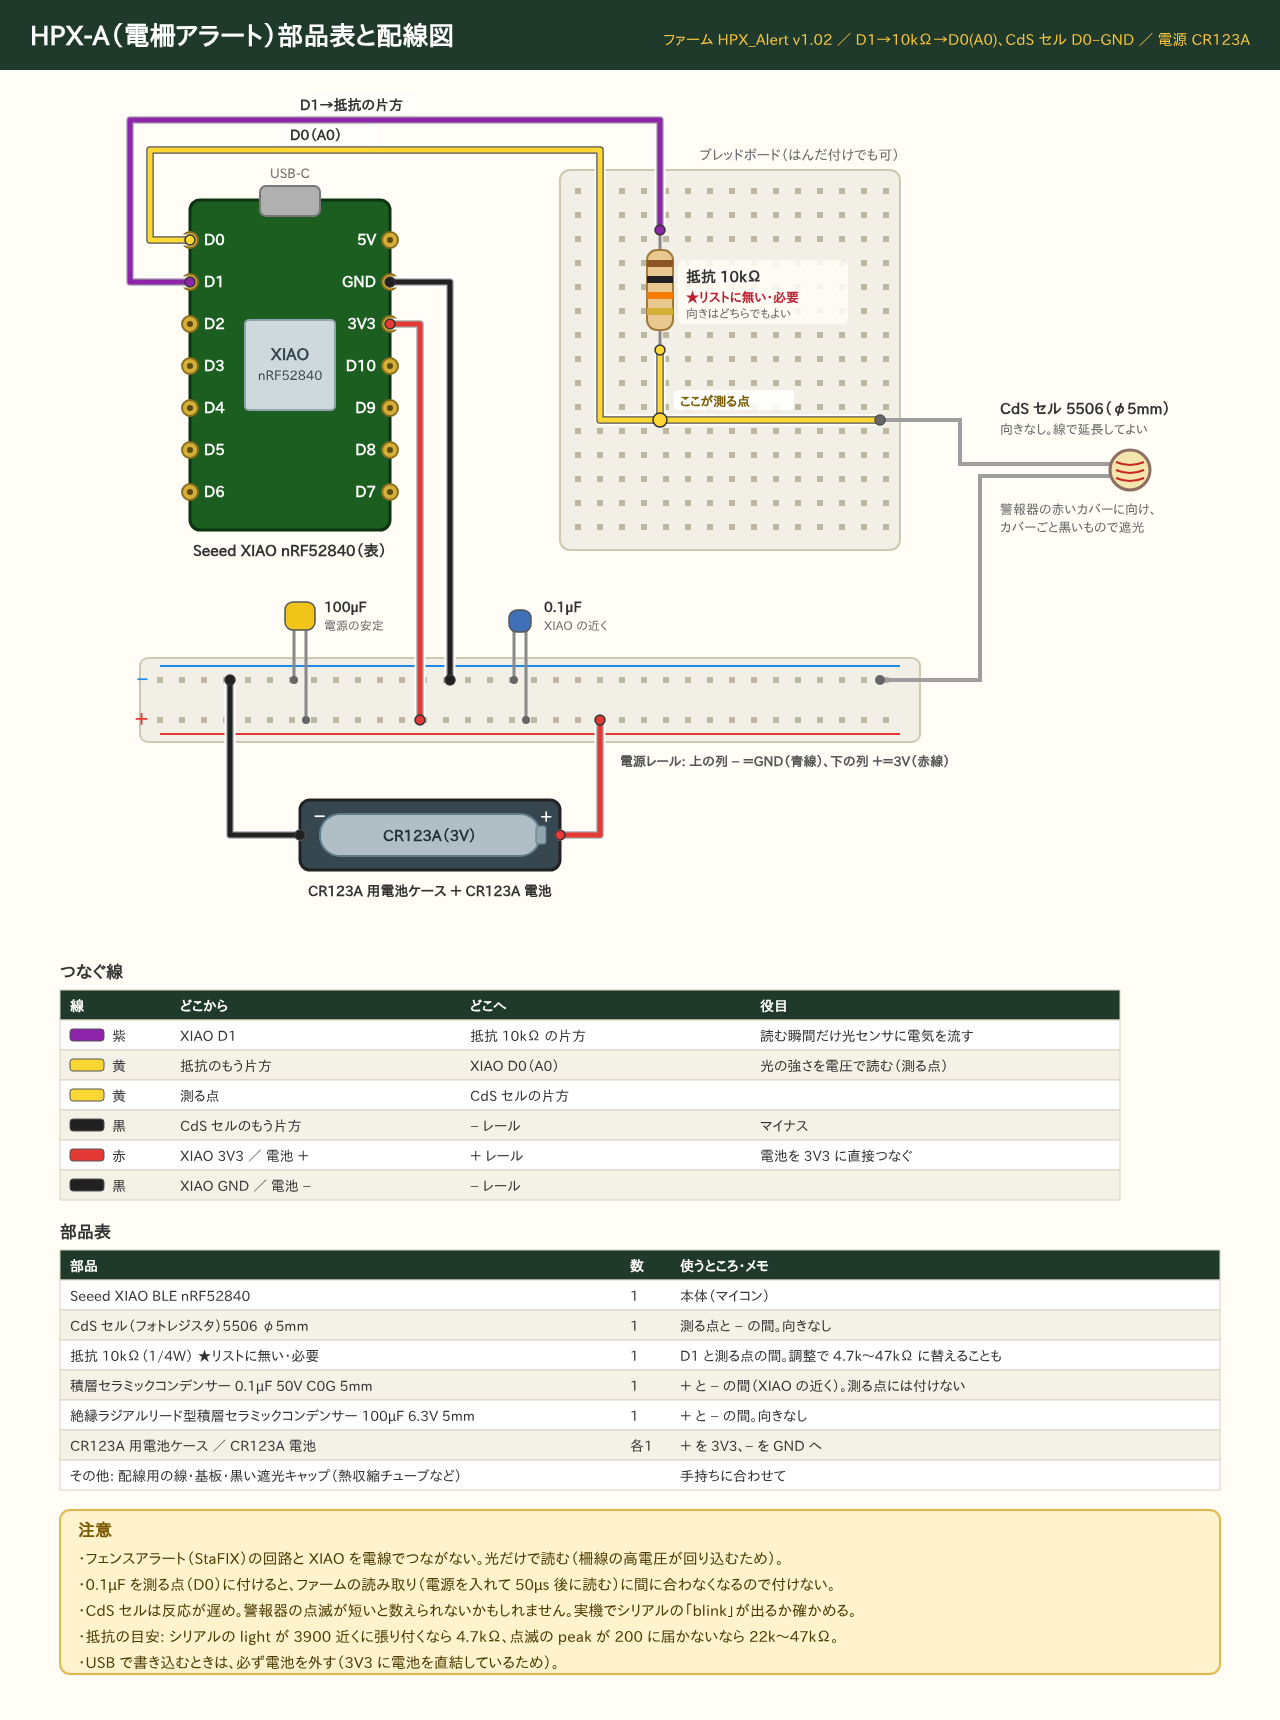 HPX-A（電柵アラート）部品表と配線図
ファーム HPX_Alert v1.02 ／ D1→10kΩ→D0(A0)、CdS セル D0–GND ／ 電源 CR123A
D1→抵抗の片方
D0（A0）
ブレッドボード（はんだ付けでも可）
USB-C
D0 5V
D1 GND
D2 3V3
D3 D10
D4 D9
D5 D8
D6 D7
XIAO
nRF52840
Seeed XIAO nRF52840（表）
抵抗 10kΩ
★リストに無い・必要
向きはどちらでもよい
ここが測る点
CdS セル 5506（φ5mm）
向きなし。線で延長してよい
警報器の赤いカバーに向け、
カバーごと黒いもので遮光
100µF
電源の安定
0.1µF
XIAO の近く
−
+
電源レール: 上の列 – ＝GND（青線）、下の列 +＝3V（赤線）
− +
CR123A（3V）
CR123A 用電池ケース ＋ CR123A 電池
つなぐ線
線 どこから どこへ 役目
紫 XIAO D1 抵抗 10kΩ の片方 読む瞬間だけ光センサに電気を流す
黄 抵抗のもう片方 XIAO D0（A0） 光の強さを電圧で読む（測る点）
黄 測る点 CdS セルの片方
黒 CdS セルのもう片方 – レール マイナス
赤 XIAO 3V3 ／ 電池 + + レール 電池を 3V3 に直接つなぐ
黒 XIAO GND ／ 電池 – – レール
部品表
部品 数 使うところ・メモ
Seeed XIAO BLE nRF52840 1 本体（マイコン）
CdS セル（フォトレジスタ）5506 φ5mm 1 測る点と – の間。向きなし
抵抗 10kΩ（1/4W） ★リストに無い・必要 1 D1 と測る点の間。調整で 4.7k〜47kΩ に替えることも
積層セラミックコンデンサー 0.1µF 50V C0G 5mm 1 + と – の間（XIAO の近く）。測る点には付けない
絶縁ラジアルリード型積層セラミックコンデンサー 100µF 6.3V 5mm 1 + と – の間。向きなし
CR123A 用電池ケース ／ CR123A 電池 各1 + を 3V3、– を GND へ
その他: 配線用の線・基板・黒い遮光キャップ（熱収縮チューブなど） 手持ちに合わせて
注意
・フェンスアラート（StaFIX）の回路と XIAO を電線でつながない。光だけで読む（柵線の高電圧が回り込むため）。
・0.1µF を測る点（D0）に付けると、ファームの読み取り（電源を入れて 50µs 後に読む）に間に合わなくなるので付けない。
・CdS セルは反応が遅め。警報器の点滅が短いと数えられないかもしれません。実機でシリアルの「blink」が出るか確かめる。
・抵抗の目安: シリアルの light が 3900 近くに張り付くなら 4.7kΩ、点滅の peak が 200 に届かないなら 22k〜47kΩ。
・USB で書き込むときは、必ず電池を外す（3V3 に電池を直結しているため）。